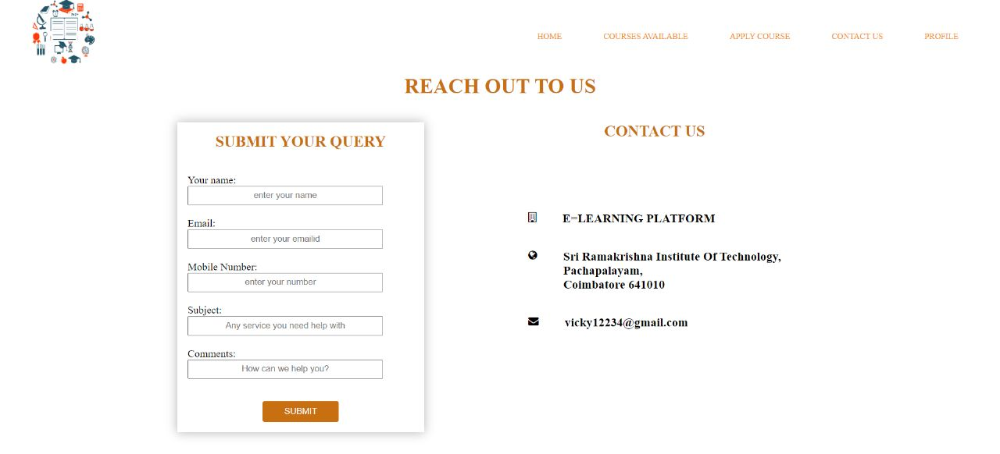 HOME COURSES AVAILABLE APPLY COURSE CONTACT US PROFILE
REACH OUT TO US
SUBMIT YOUR QUERY
Your name:
enter your name
Email:
enter your emailid
Mobile Number:
enter your number
Subject:
Any service you need help with
Comments:
How can we help you?
SUBMIT
CONTACT US
E=LEARNING PLATFORM
Sri Ramakrishna Institute Of Technology,
Pachapalayam,
Coimbatore 641010
vicky12234@gmail.com